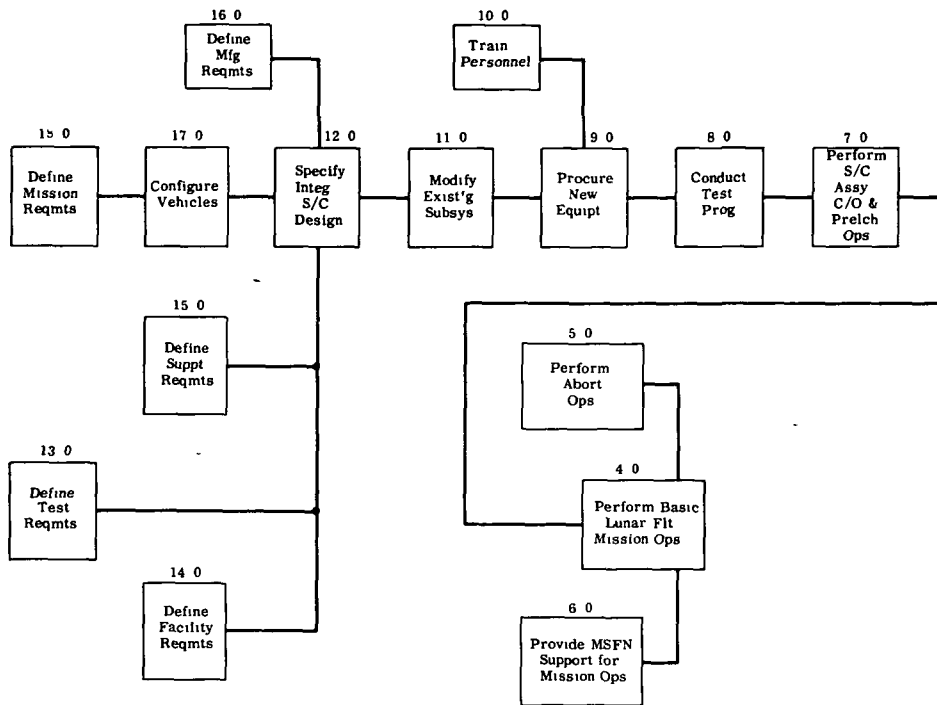 16 0
Define
Mfg
Reqmts
10 0
Train
Personnel
18 0
Define
Mission
Reqmts
17 0
Configure
Vehicles
12 0
Specify
Integ
S/C
Design
11 0
Modify
Exist'g
Subsys
9 0
Procure
New
Equipt
8 0
Conduct
Test
Prog
7 0
Perform
S/C
Assy
C/O &
Prelch
Ops
15 0
Define
Suppt
Reqmts
5 0
Perform
Abort
Ops
13 0
Define
Test
Reqmts
4 0
Perform Basic
Lunar Flt
Mission Ops
14 0
Define
Facility
Reqmts
6 0
Provide MSFN
Support for
Mission Ops